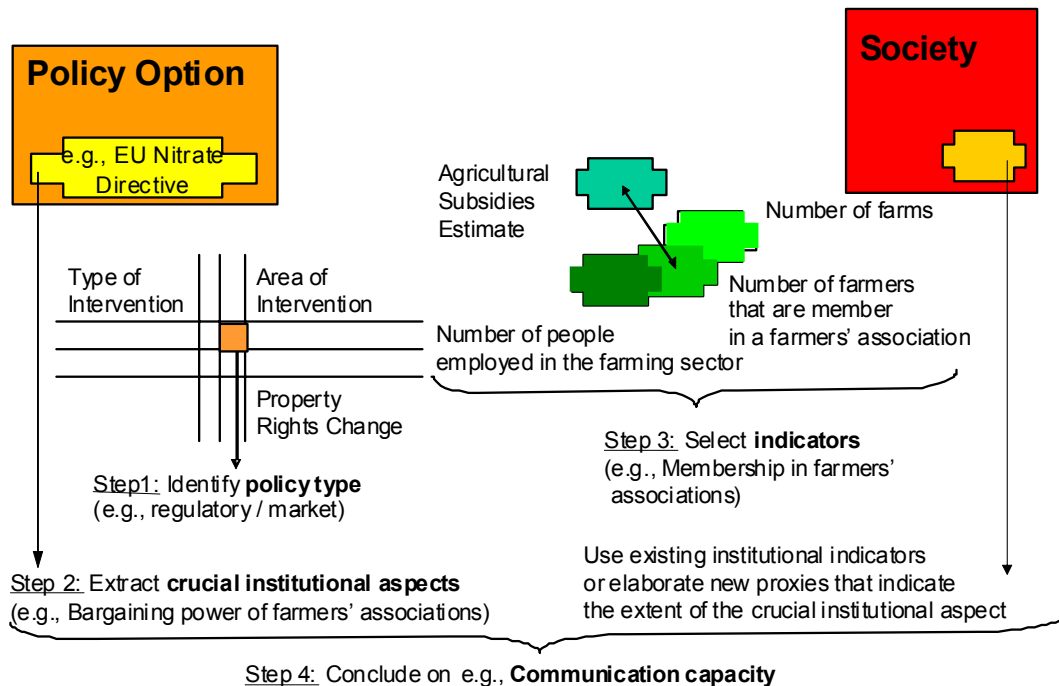 Policy Option
e.g., EU Nitrate
Directive
Society
Agricultural
Subsidies
Estimate
Number of farms
Number of farmers
that are member
in a farmers' association
Number of people
employed in the farming sector
Type of
Intervention
Area of
Intervention
Property
Rights Change
Step1: Identify policy type
(e.g., regulatory / market)
Step 3: Select indicators
(e.g., Membership in farmers'
associations)
Step 2: Extract crucial institutional aspects
(e.g., Bargaining power of farmers' associations)
Use existing institutional indicators
or elaborate new proxies that indicate
the extent of the crucial institutional aspect
Step 4: Conclude on e.g., Communication capacity